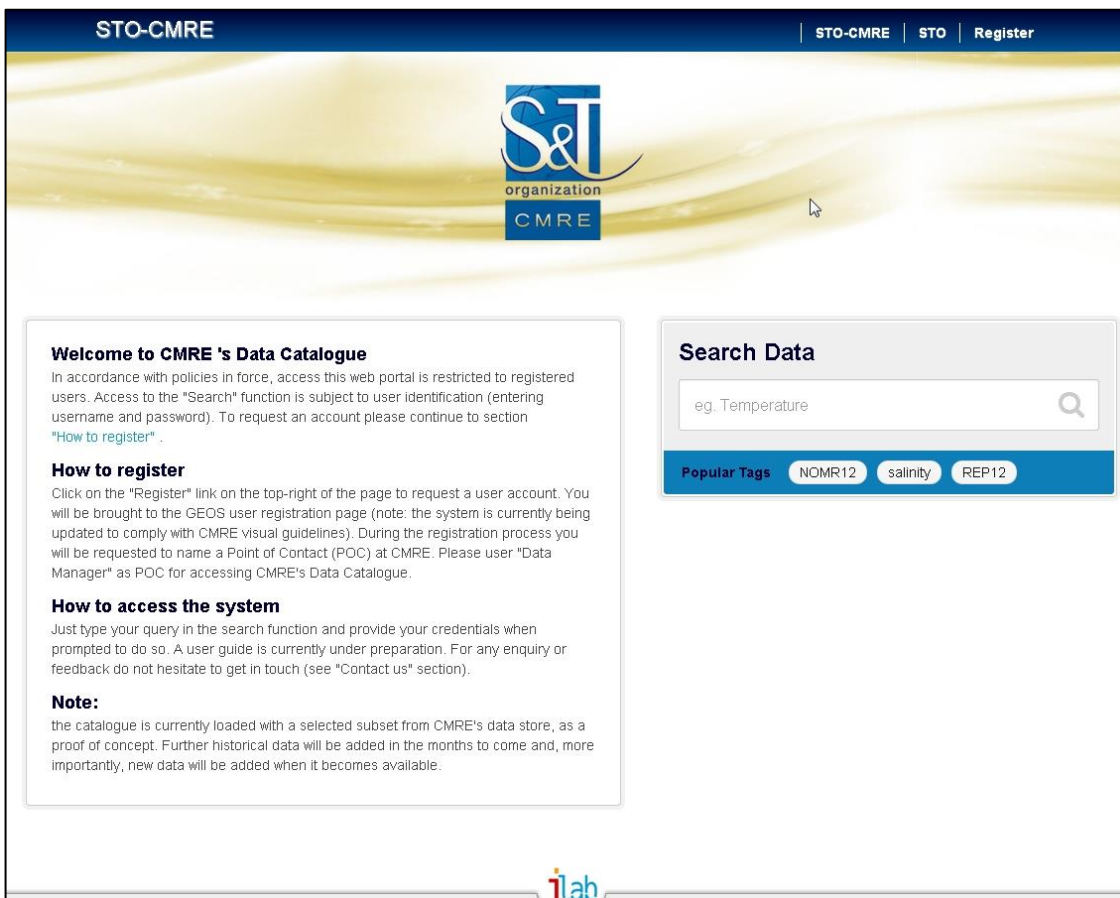 STO-CMRE
STO-CMRE STO Register
S&T
organization
CMRE
Welcome to CMRE 's Data Catalogue
In accordance with policies in force, access this web portal is restricted to registered
users. Access to the "Search" function is subject to user identification (entering
username and password). To request an account please continue to section
"How to register" .
How to register
Click on the "Register" link on the top-right of the page to request a user account. You
will be brought to the GEOS user registration page (note: the system is currently being
updated to comply with CMRE visual guidelines). During the registration process you
will be requested to name a Point of Contact (POC) at CMRE. Please user "Data
Manager" as POC for accessing CMRE's Data Catalogue.
How to access the system
Just type your query in the search function and provide your credentials when
prompted to do so. A user guide is currently under preparation. For any enquiry or
feedback do not hesitate to get in touch (see "Contact us" section).
Note:
the catalogue is currently loaded with a selected subset from CMRE's data store, as a
proof of concept. Further historical data will be added in the months to come and, more
importantly, new data will be added when it becomes available.
Search Data
eg. Temperature
Popular Tags NOMR12 salinity REP12